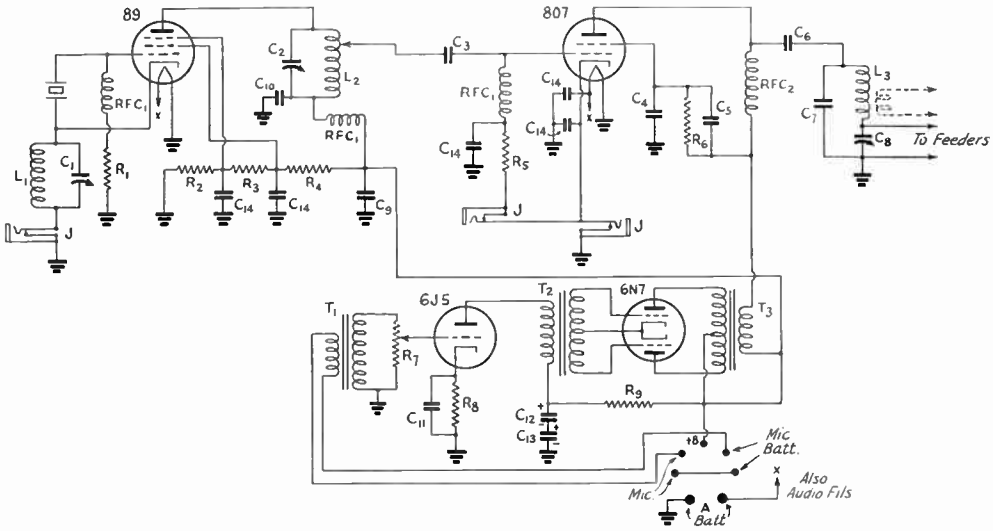 89
807
C₆
C₂
C₃
L₂
C₁₀
RFC₁
RFC₁
C₁₄
RFC₂
L₃
X
X
C₄
C₅
C₇
RFC₁
C₁₄
R₆
C₈
To Feeders
L₁
C₁
R₁
C₁₄
R₅
R₂
R₃
R₄
C₁₄
C₁₄
C₉
J
J
J
T₁
6J5
T₂
6N7
T₃
R₇
R₈
R₉
C₁₁
C₁₂
+
-
C₁₃
+
-
+B
Mic
Batt.
Mic.
X
Also
Audio Fils
A
Batt